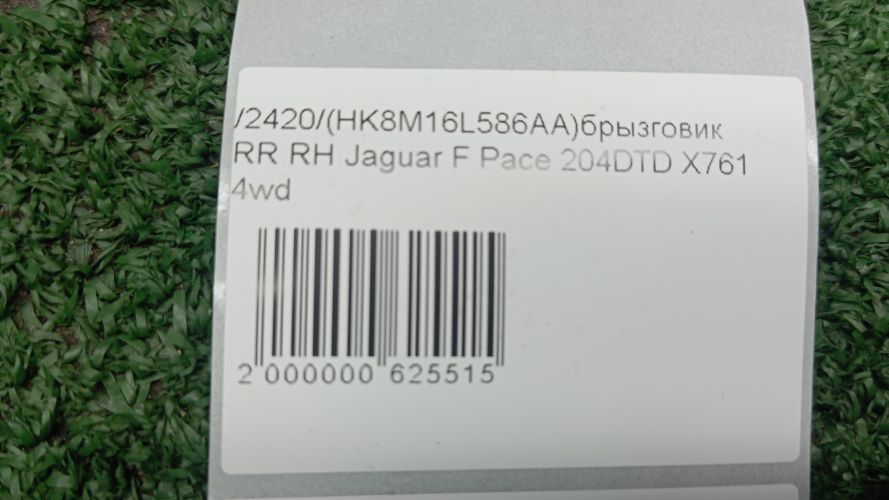 /2420/(HK8M16L586AA)брызговик
RR RH Jaguar F Pace 204DTD X761
4wd
2 000000 625515